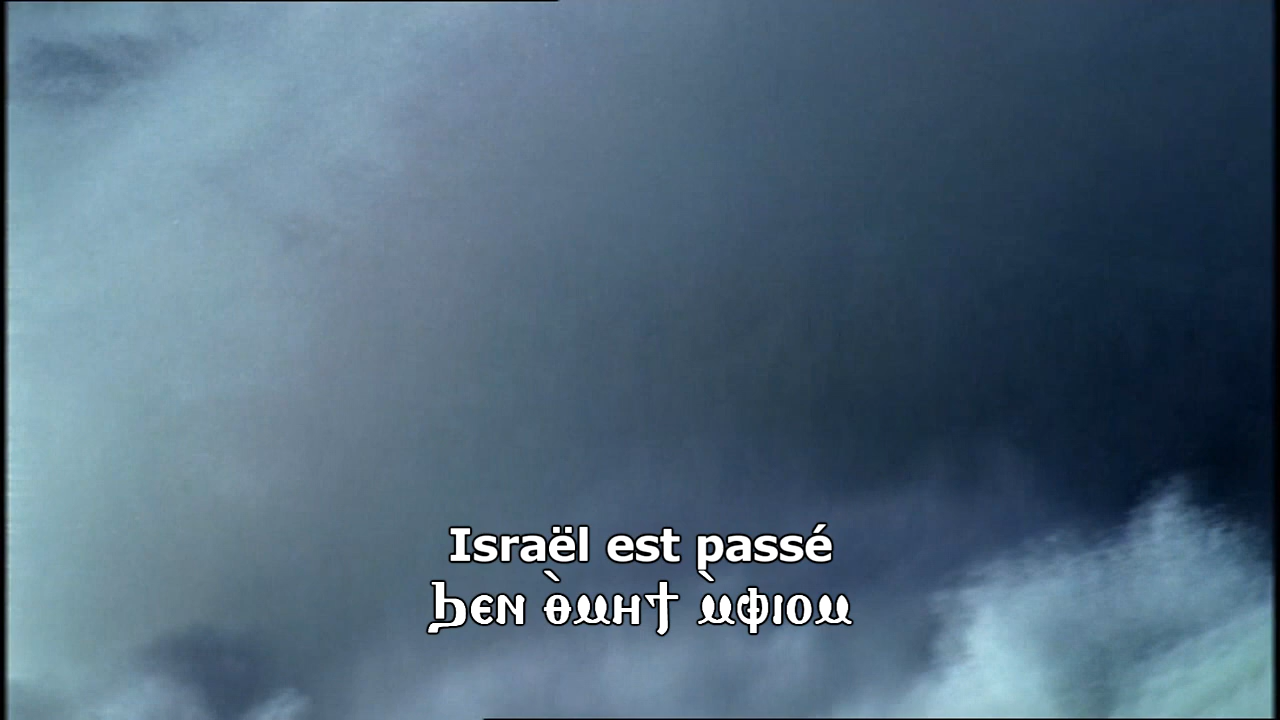 Israël est passé
ϧⲉⲛ ⲑ̀ⲙⲏϯ ⲙ̀ⲫⲓⲟⲙ